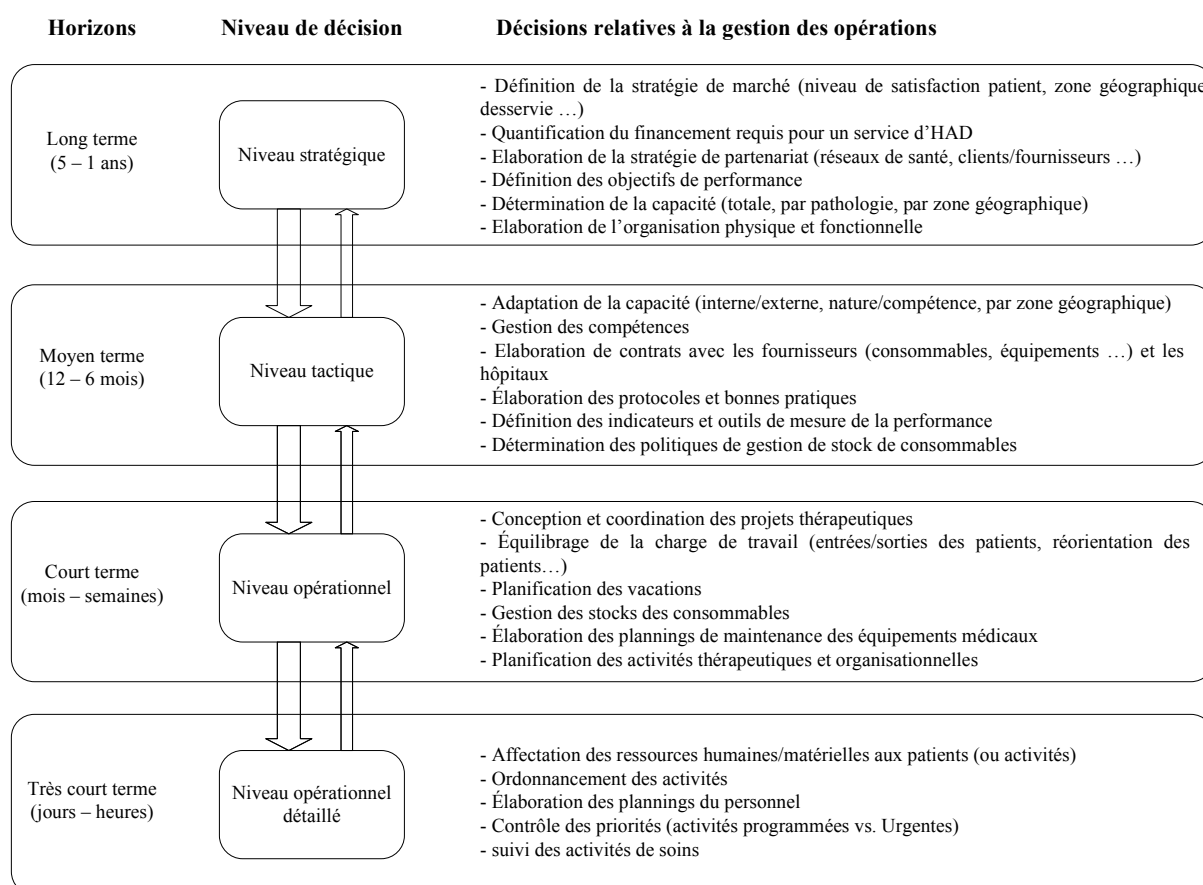 Horizons Niveau de décision Décisions relatives à la gestion des opérations
Long terme
(5 – 1 ans)
Niveau stratégique
- Définition de la stratégie de marché (niveau de satisfaction patient, zone géographique
desservie …)
- Quantification du financement requis pour un service d’HAD
- Elaboration de la stratégie de partenariat (réseaux de santé, clients/fournisseurs …)
- Définition des objectifs de performance
- Détermination de la capacité (totale, par pathologie, par zone géographique)
- Elaboration de l’organisation physique et fonctionnelle
Moyen terme
(12 – 6 mois)
Niveau tactique
- Adaptation de la capacité (interne/externe, nature/compétence, par zone géographique)
- Gestion des compétences
- Elaboration de contrats avec les fournisseurs (consommables, équipements …) et les
hôpitaux
- Élaboration des protocoles et bonnes pratiques
- Définition des indicateurs et outils de mesure de la performance
- Détermination des politiques de gestion de stock de consommables
Court terme
(mois – semaines)
Niveau opérationnel
- Conception et coordination des projets thérapeutiques
- Équilibrage de la charge de travail (entrées/sorties des patients, réorientation des
patients…)
- Planification des vacations
- Gestion des stocks des consommables
- Élaboration des plannings de maintenance des équipements médicaux
- Planification des activités thérapeutiques et organisationnelles
Très court terme
(jours – heures)
Niveau opérationnel
détaillé
- Affectation des ressources humaines/matérielles aux patients (ou activités)
- Ordonnancement des activités
- Élaboration des plannings du personnel
- Contrôle des priorités (activités programmées vs. Urgentes)
- suivi des activités de soins